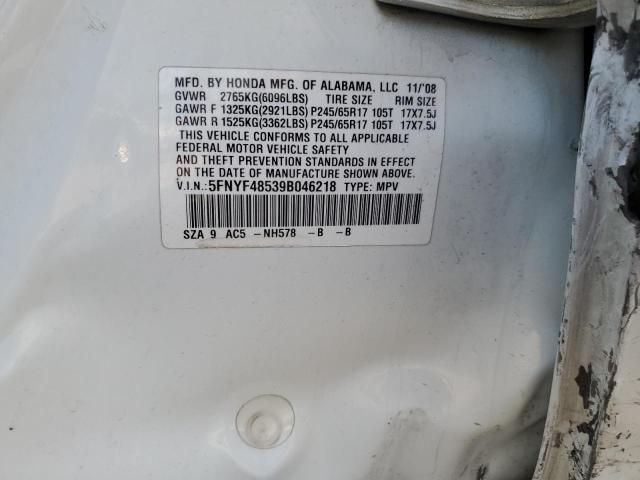 MFD. BY HONDA MFG. OF ALABAMA, LLC 11/'08
GVWR 2765KG(6096LBS) TIRE SIZE RIM SIZE
GAWR F 1325KG(2921LBS) P245/65R17 105T 17X7.5J
GAWR R 1525KG(3362LBS) P245/65R17 105T 17X7.5J
THIS VEHICLE CONFORMS TO ALL APPLICABLE
FEDERAL MOTOR VEHICLE SAFETY
AND THEFT PREVENTION STANDARDS IN EFFECT
ON THE DATE OF MANUFACTURE SHOWN ABOVE.
V.I.N.: 5FNYF48539B046218 TYPE: MPV
SZA 9 AC5 -NH578 -B -B